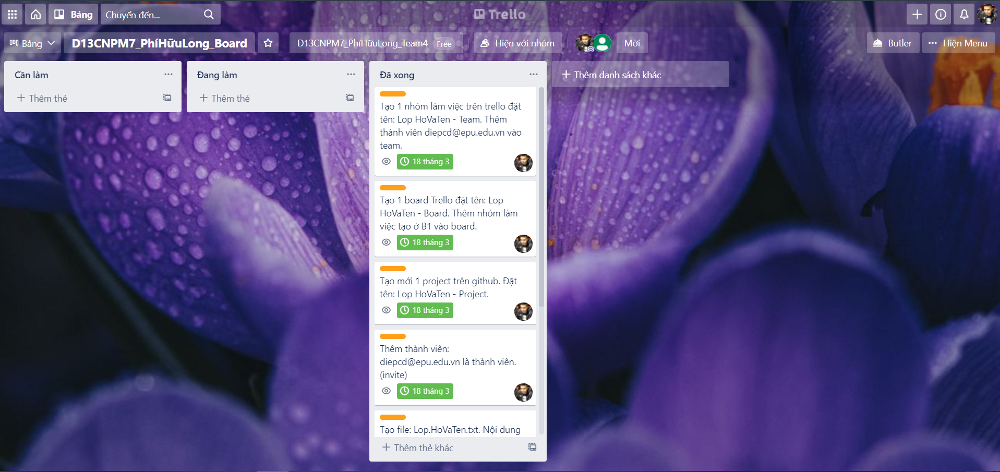 Bảng
Chuyển đến...
Trello
Bảng
D13CNPM7_PhíHữuLong_Board
D13CNPM7_PhíHữuLong_Team4
Free
Hiện với nhóm
Mời
Butler
Hiện Menu
Cần làm
Thêm thẻ
Đang làm
Thêm thẻ
Đã xong
Tạo 1 nhóm làm việc trên trello đặt
tên: Lop HoVaTen - Team. Thêm
thành viên diepcd@epu.edu.vn vào
team.
18 tháng 3
Tạo 1 board Trello đặt tên: Lop
HoVaTen - Board. Thêm nhóm làm
việc tạo ở B1 vào board.
18 tháng 3
Tạo mới 1 project trên github. Đặt
tên: Lop HoVaTen - Project.
18 tháng 3
Thêm thành viên:
diepcd@epu.edu.vn là thành viên.
(invite)
18 tháng 3
Tạo file: Lop.HoVaTen.txt. Nội dung
Thêm thẻ khác
Thêm danh sách khác